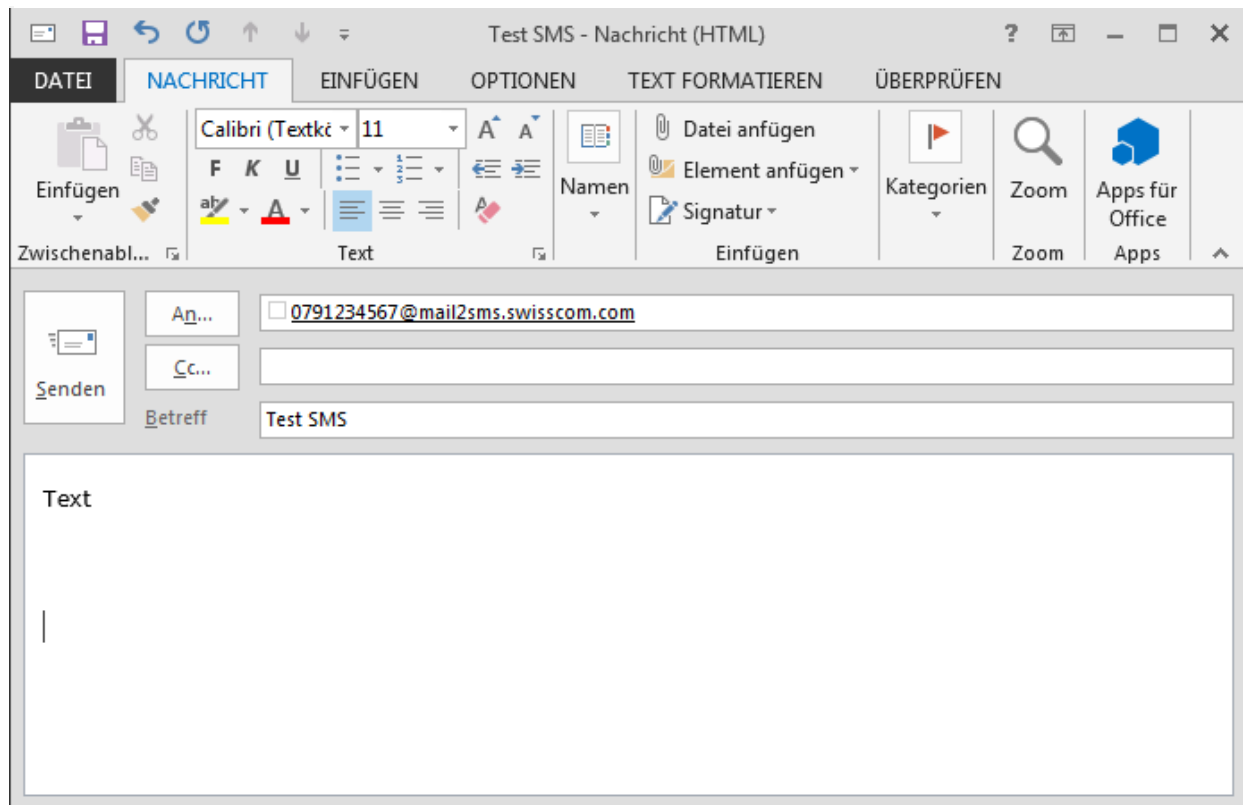 Test SMS - Nachricht (HTML) ?
DATEI NACHRICHT EINFÜGEN OPTIONEN TEXT FORMATIEREN ÜBERPRÜFEN
Einfügen
Zwischenabl...
Calibri (Textkö 11 A A
F K U
ab A
Text
Namen
Datei anfügen
Element anfügen
Signatur
Einfügen
Kategorien
Zoom
Zoom
Apps für
Office
Apps
Senden
An... 0791234567@mail2sms.swisscom.com
Cc...
Betreff Test SMS
Text